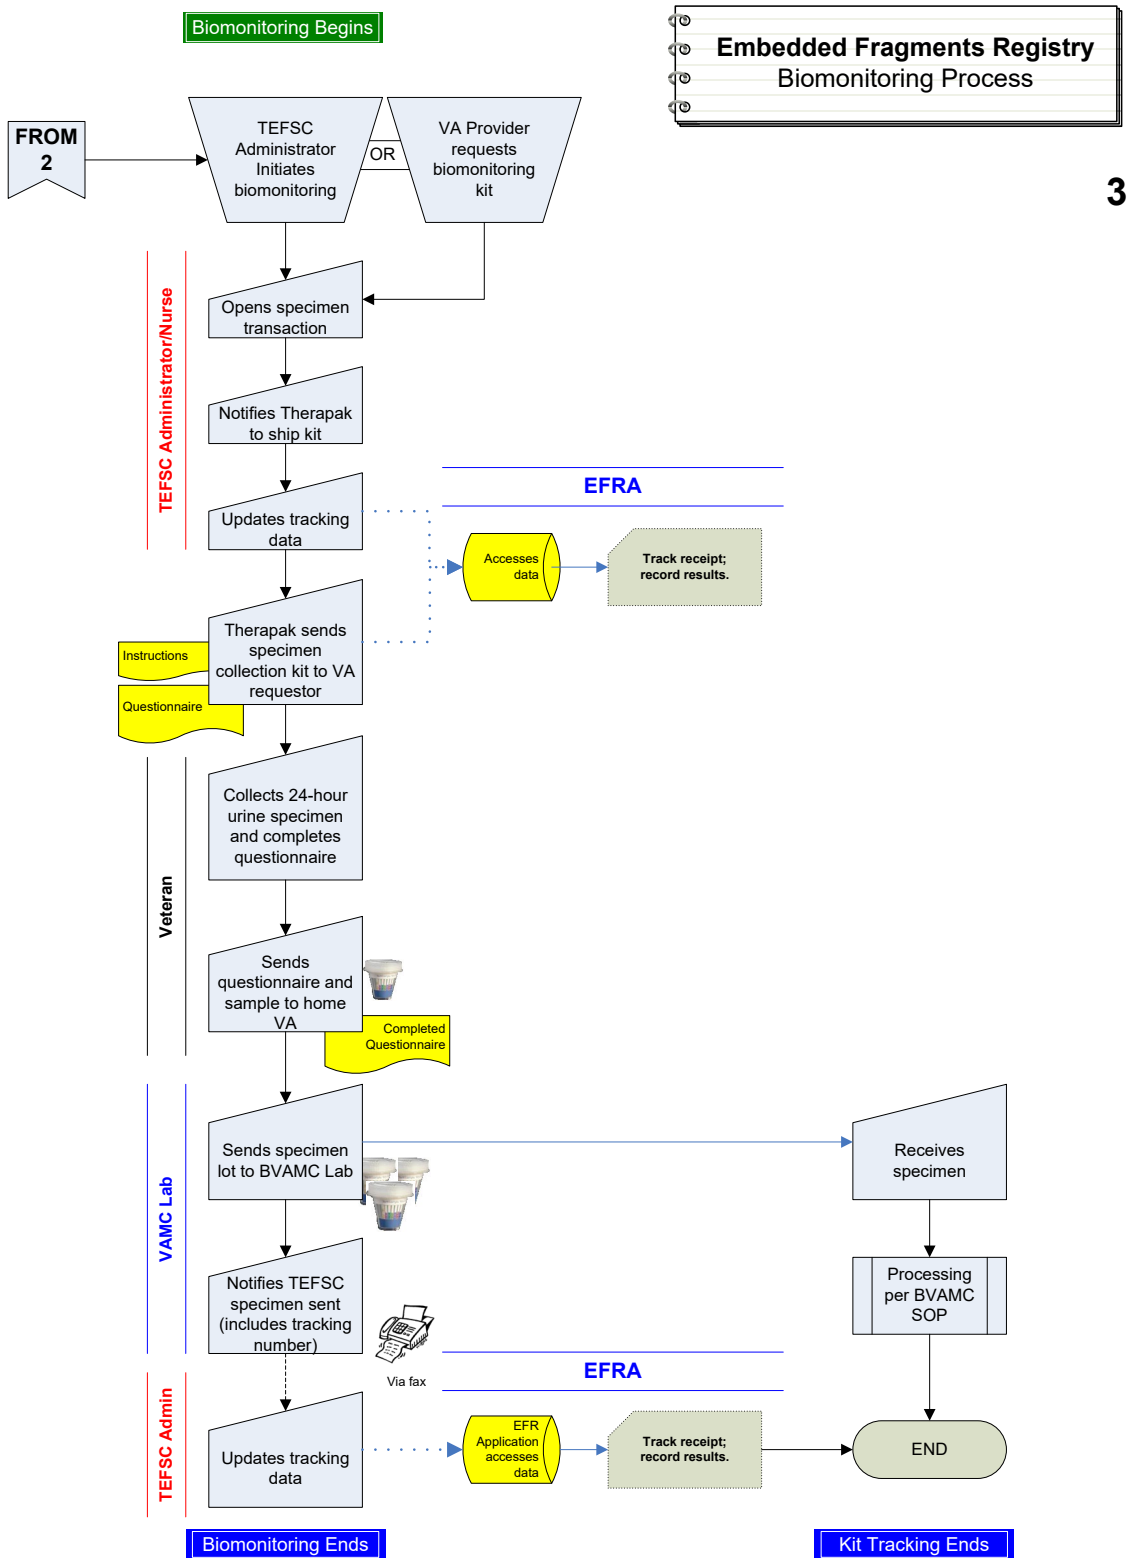 Biomonitoring Begins
Embedded Fragments Registry
Biomonitoring Process
3
FROM
2
TEFSC
Administrator
Initiates
biomonitoring
OR
VA Provider
requests
biomonitoring
kit
TEFSC Administrator/Nurse
Opens specimen
transaction
Notifies Therapak
to ship kit
Updates tracking
data
EFRA
Accesses
data
Track receipt;
record results.
Therapak sends
specimen
collection kit to VA
requestor
Instructions
Questionnaire
Veteran
Collects 24-hour
urine specimen
and completes
questionnaire
Sends
questionnaire and
sample to home
VA
Completed
Questionnaire
VAMC Lab
Sends specimen
lot to BVAMC Lab
Receives
specimen
Notifies TEFSC
specimen sent
(includes tracking
number)
Via fax
Processing
per BVAMC
SOP
EFRA
TEFSC Admin
Updates tracking
data
EFR
Application
accesses
data
Track receipt;
record results.
END
Biomonitoring Ends
Kit Tracking Ends